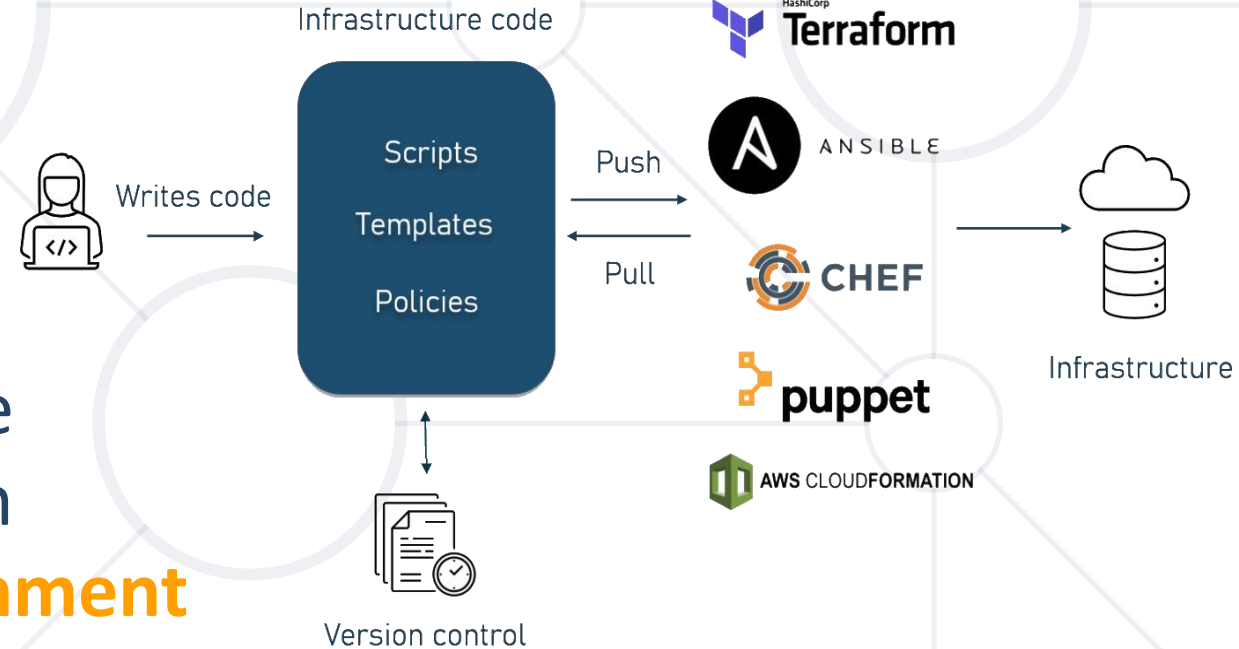 Infrastructure code
HashiCorp
Terraform
Scripts
Templates
Policies
Writes code
</>
Push
Pull
ANSIBLE
CHEF
puppet
AWS CLOUDFORMATION
Infrastructure
Version control
e
nment